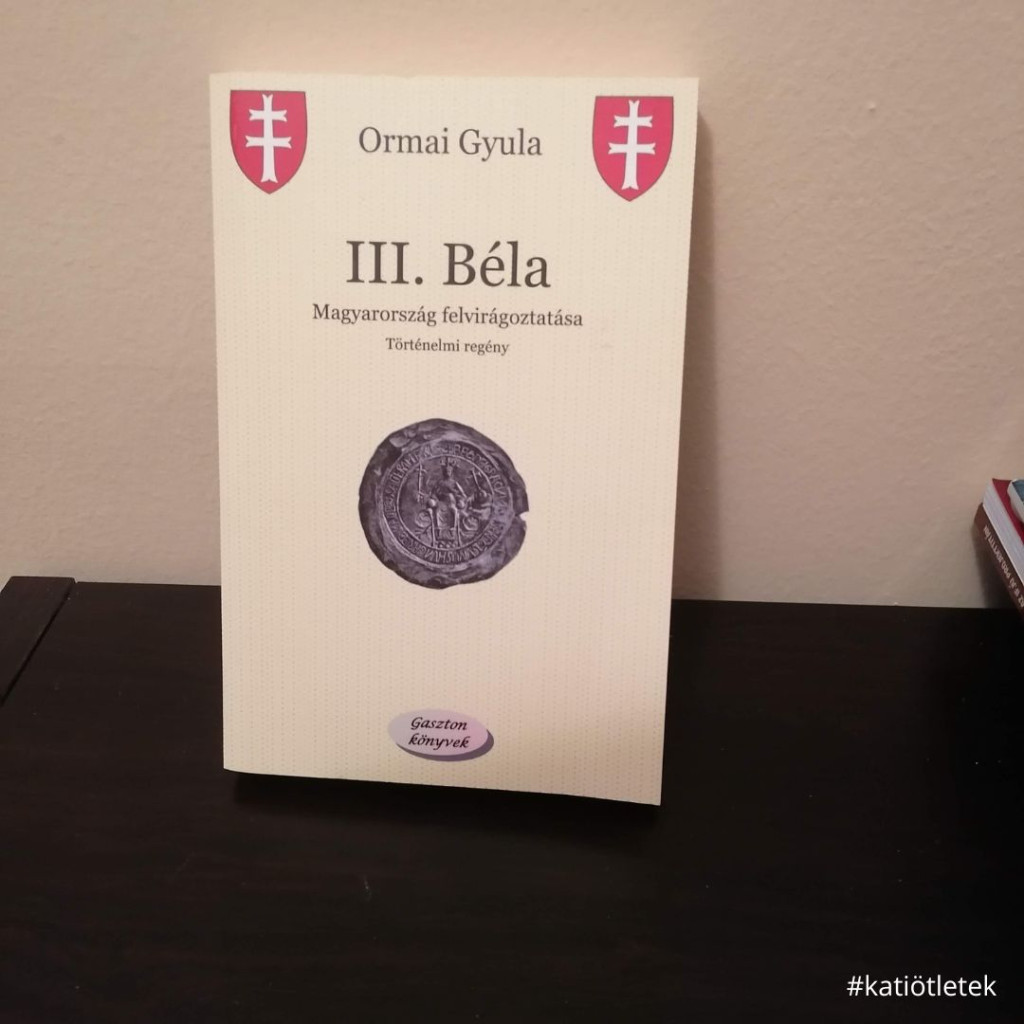 Ormai Gyula
III. Béla
Magyarország felvirágoztatása
Történelmi regény
Gaszton
könyvek
#katiötletek